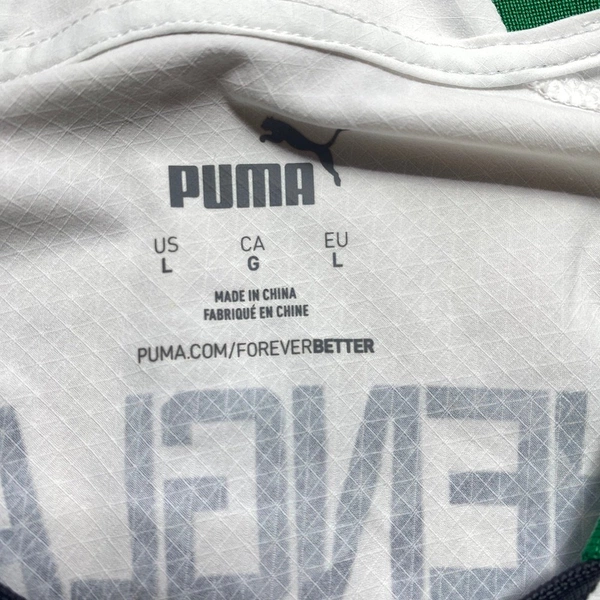 PUMA
US CA EU
L G L
MADE IN CHINA
FABRIQUÉ EN CHINE
PUMA.COM/FOREVERBETTER